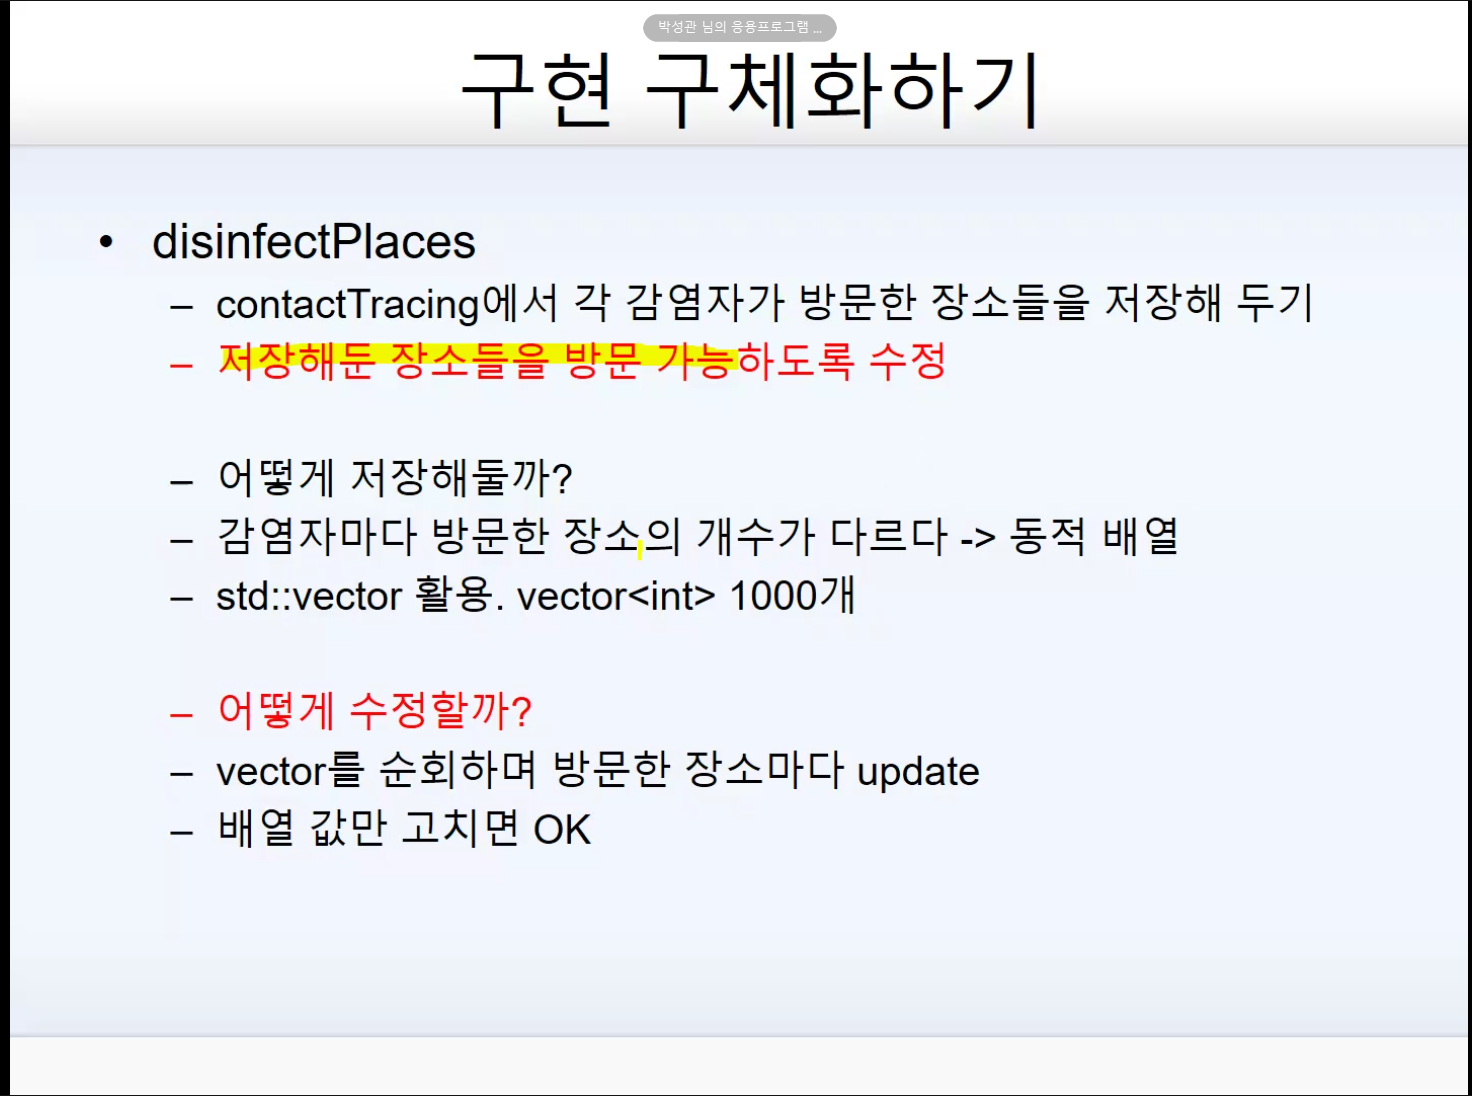 박성관 님의 응용프로그램 ...
구현 구체화하기
• disinfectPlaces
– contactTracing에서 각 감염자가 방문한 장소들을 저장해 두기
– 저장해둔 장소들을 방문 가능하도록 수정
– 어떻게 저장해둘까?
– 감염자마다 방문한 장소의 개수가 다르다 -> 동적 배열
– std::vector 활용. vector<int> 1000개
– 어떻게 수정할까?
– vector를 순회하며 방문한 장소마다 update
– 배열 값만 고치면 OK